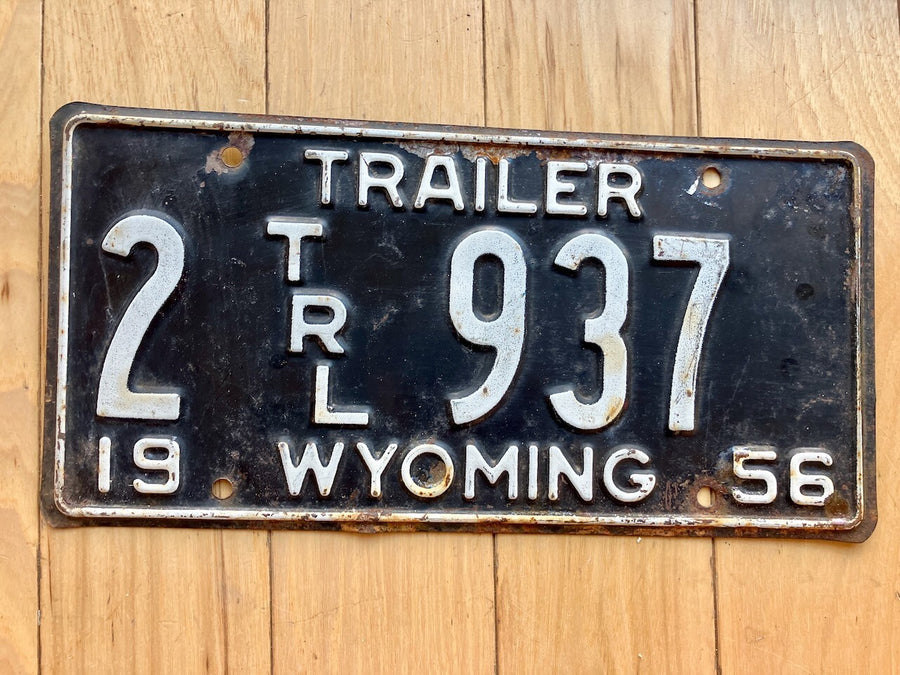 TRAILER
2 TRL 937
19 WYOMING 56